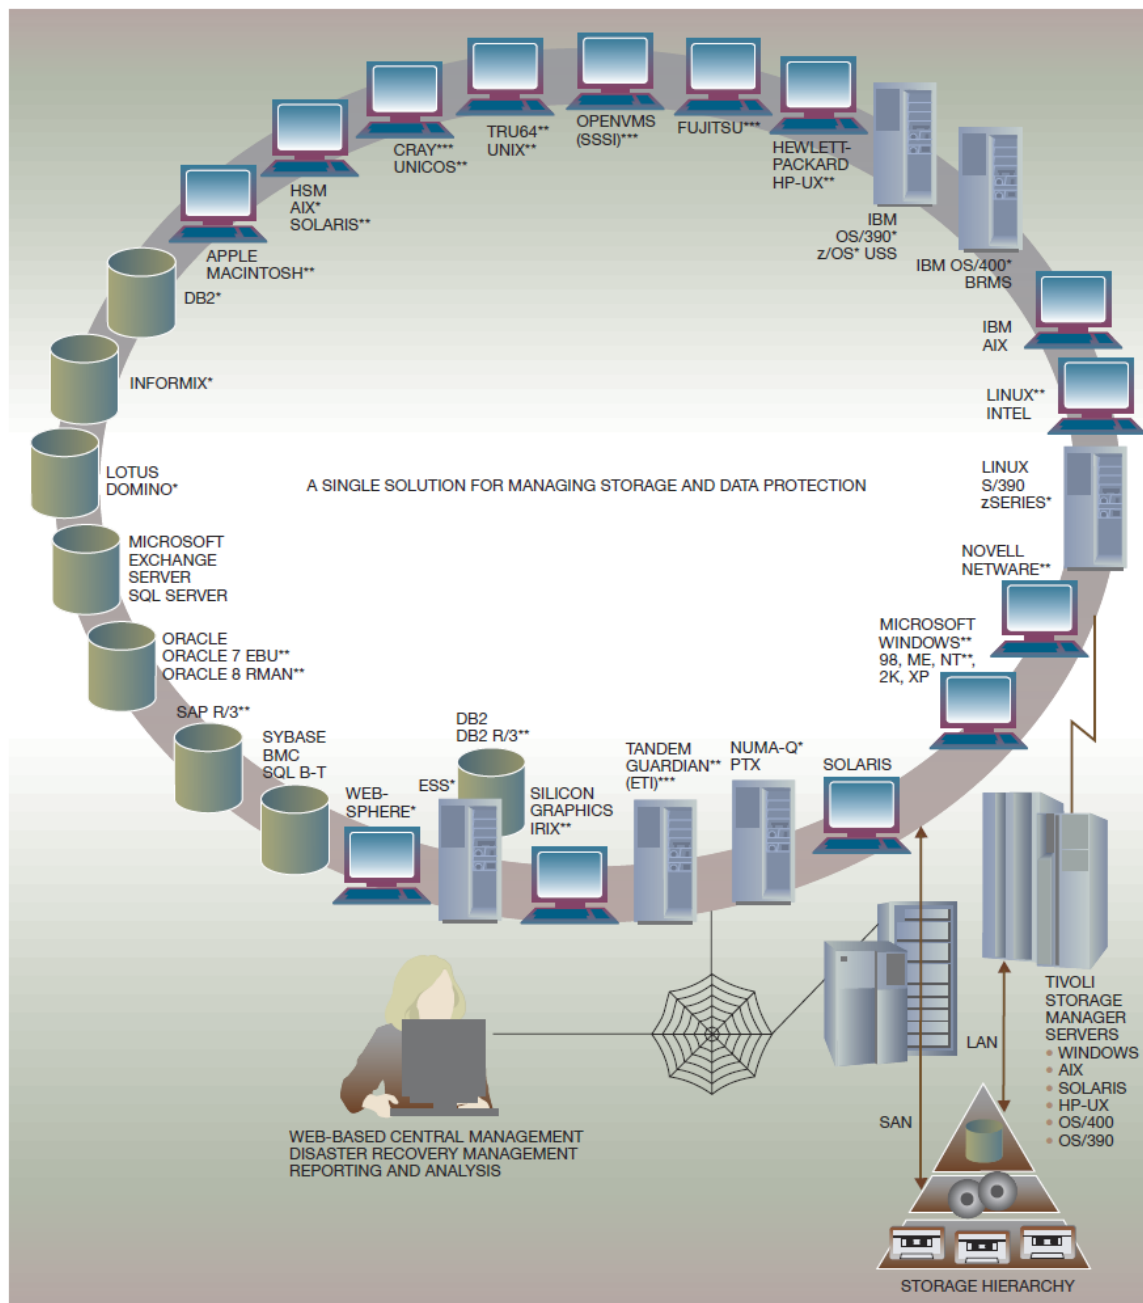 TRU64**
UNIX**
OPENVMS
(SSSI)***
FUJITSU***
CRAY***
UNICOS**
HEWLETT-
PACKARD
HP-UX**
HSM
AIX*
SOLARIS**
IBM
OS/390*
z/OS* USS
APPLE
MACINTOSH**
IBM OS/400*
BRMS
DB2*
IBM
AIX
INFORMIX*
LINUX**
INTEL
LOTUS
DOMINO*
A SINGLE SOLUTION FOR MANAGING STORAGE AND DATA PROTECTION
LINUX
S/390
zSERIES*
MICROSOFT
EXCHANGE
SERVER
SQL SERVER
NOVELL
NETWARE**
ORACLE
ORACLE 7 EBU**
ORACLE 8 RMAN**
MICROSOFT
WINDOWS**
98, ME, NT**,
2K, XP
SAP R/3**
SYBASE
BMC
SQL B-T
DB2
DB2 R/3**
WEB-
SPHERE*
ESS*
SILICON
GRAPHICS
IRIX**
TANDEM
GUARDIAN**
(ETI)***
NUMA-Q*
PTX
SOLARIS
TIVOLI
STORAGE
MANAGER
SERVERS
• WINDOWS
• AIX
• SOLARIS
• HP-UX
• OS/400
• OS/390
LAN
SAN
WEB-BASED CENTRAL MANAGEMENT
DISASTER RECOVERY MANAGEMENT
REPORTING AND ANALYSIS
STORAGE HIERARCHY